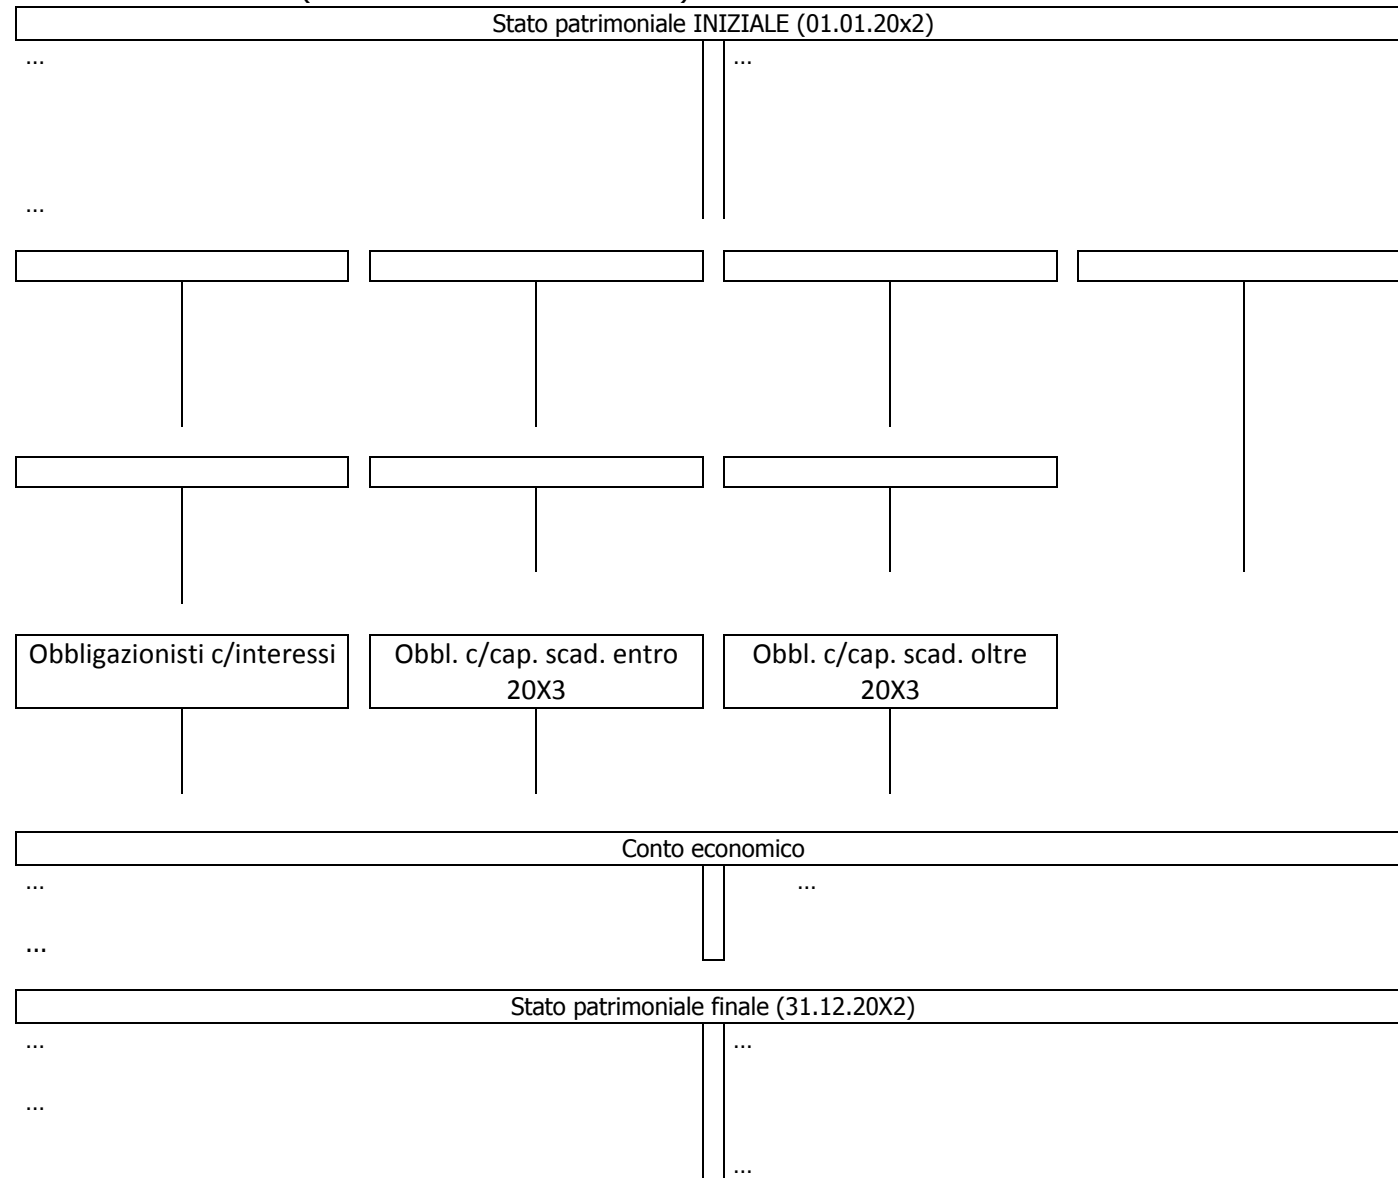 Stato patrimoniale INIZIALE (01.01.20x2)
... ...
...
Obbligazionisti c/interessi
Obbl. c/cap. scad. entro
20X3
Obbl. c/cap. scad. oltre
20X3
Conto economico
... ...
...
Stato patrimoniale finale (31.12.20X2)
... ...
...
...